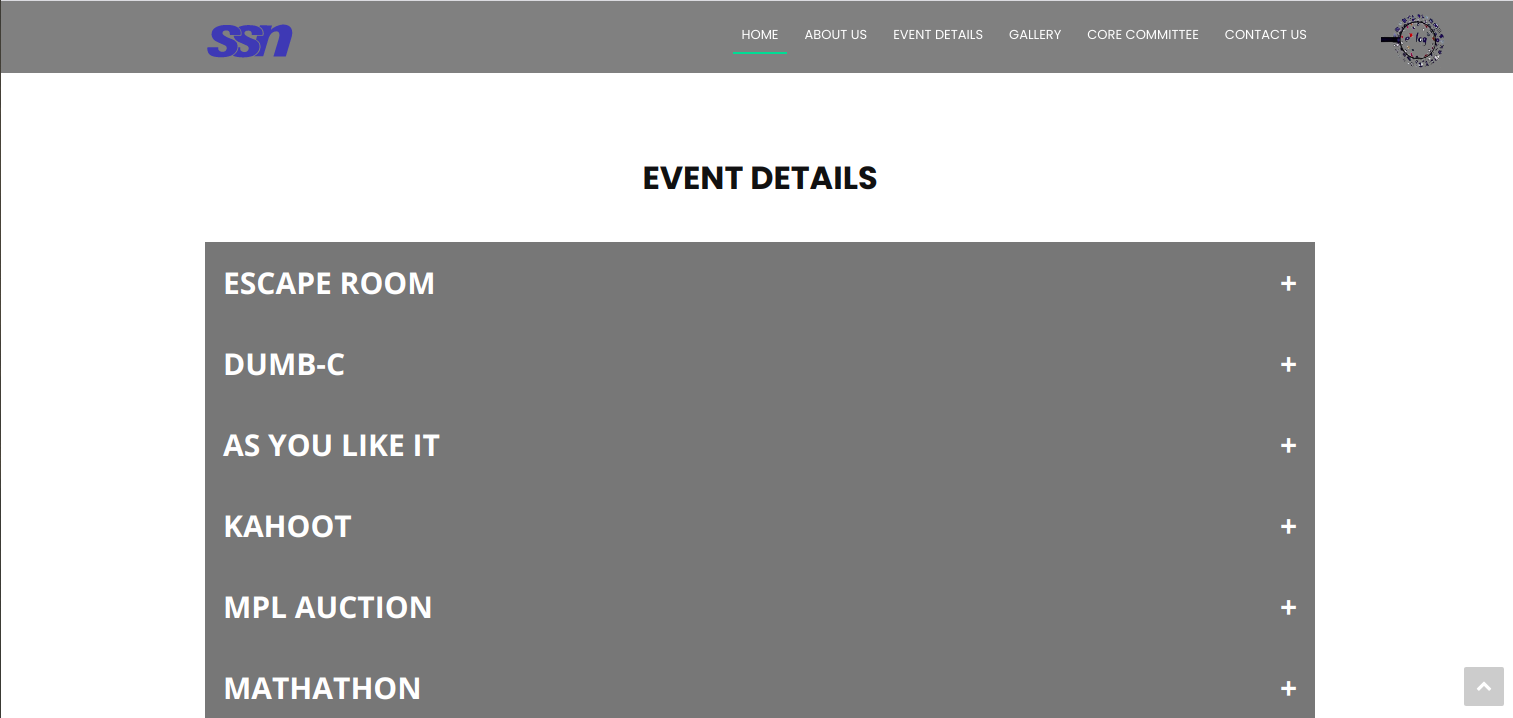 ssn
HOME ABOUT US EVENT DETAILS GALLERY CORE COMMITTEE CONTACT US
EVENT DETAILS
ESCAPE ROOM +
DUMB-C +
AS YOU LIKE IT +
KAHOOT +
MPL AUCTION +
MATHATHON +